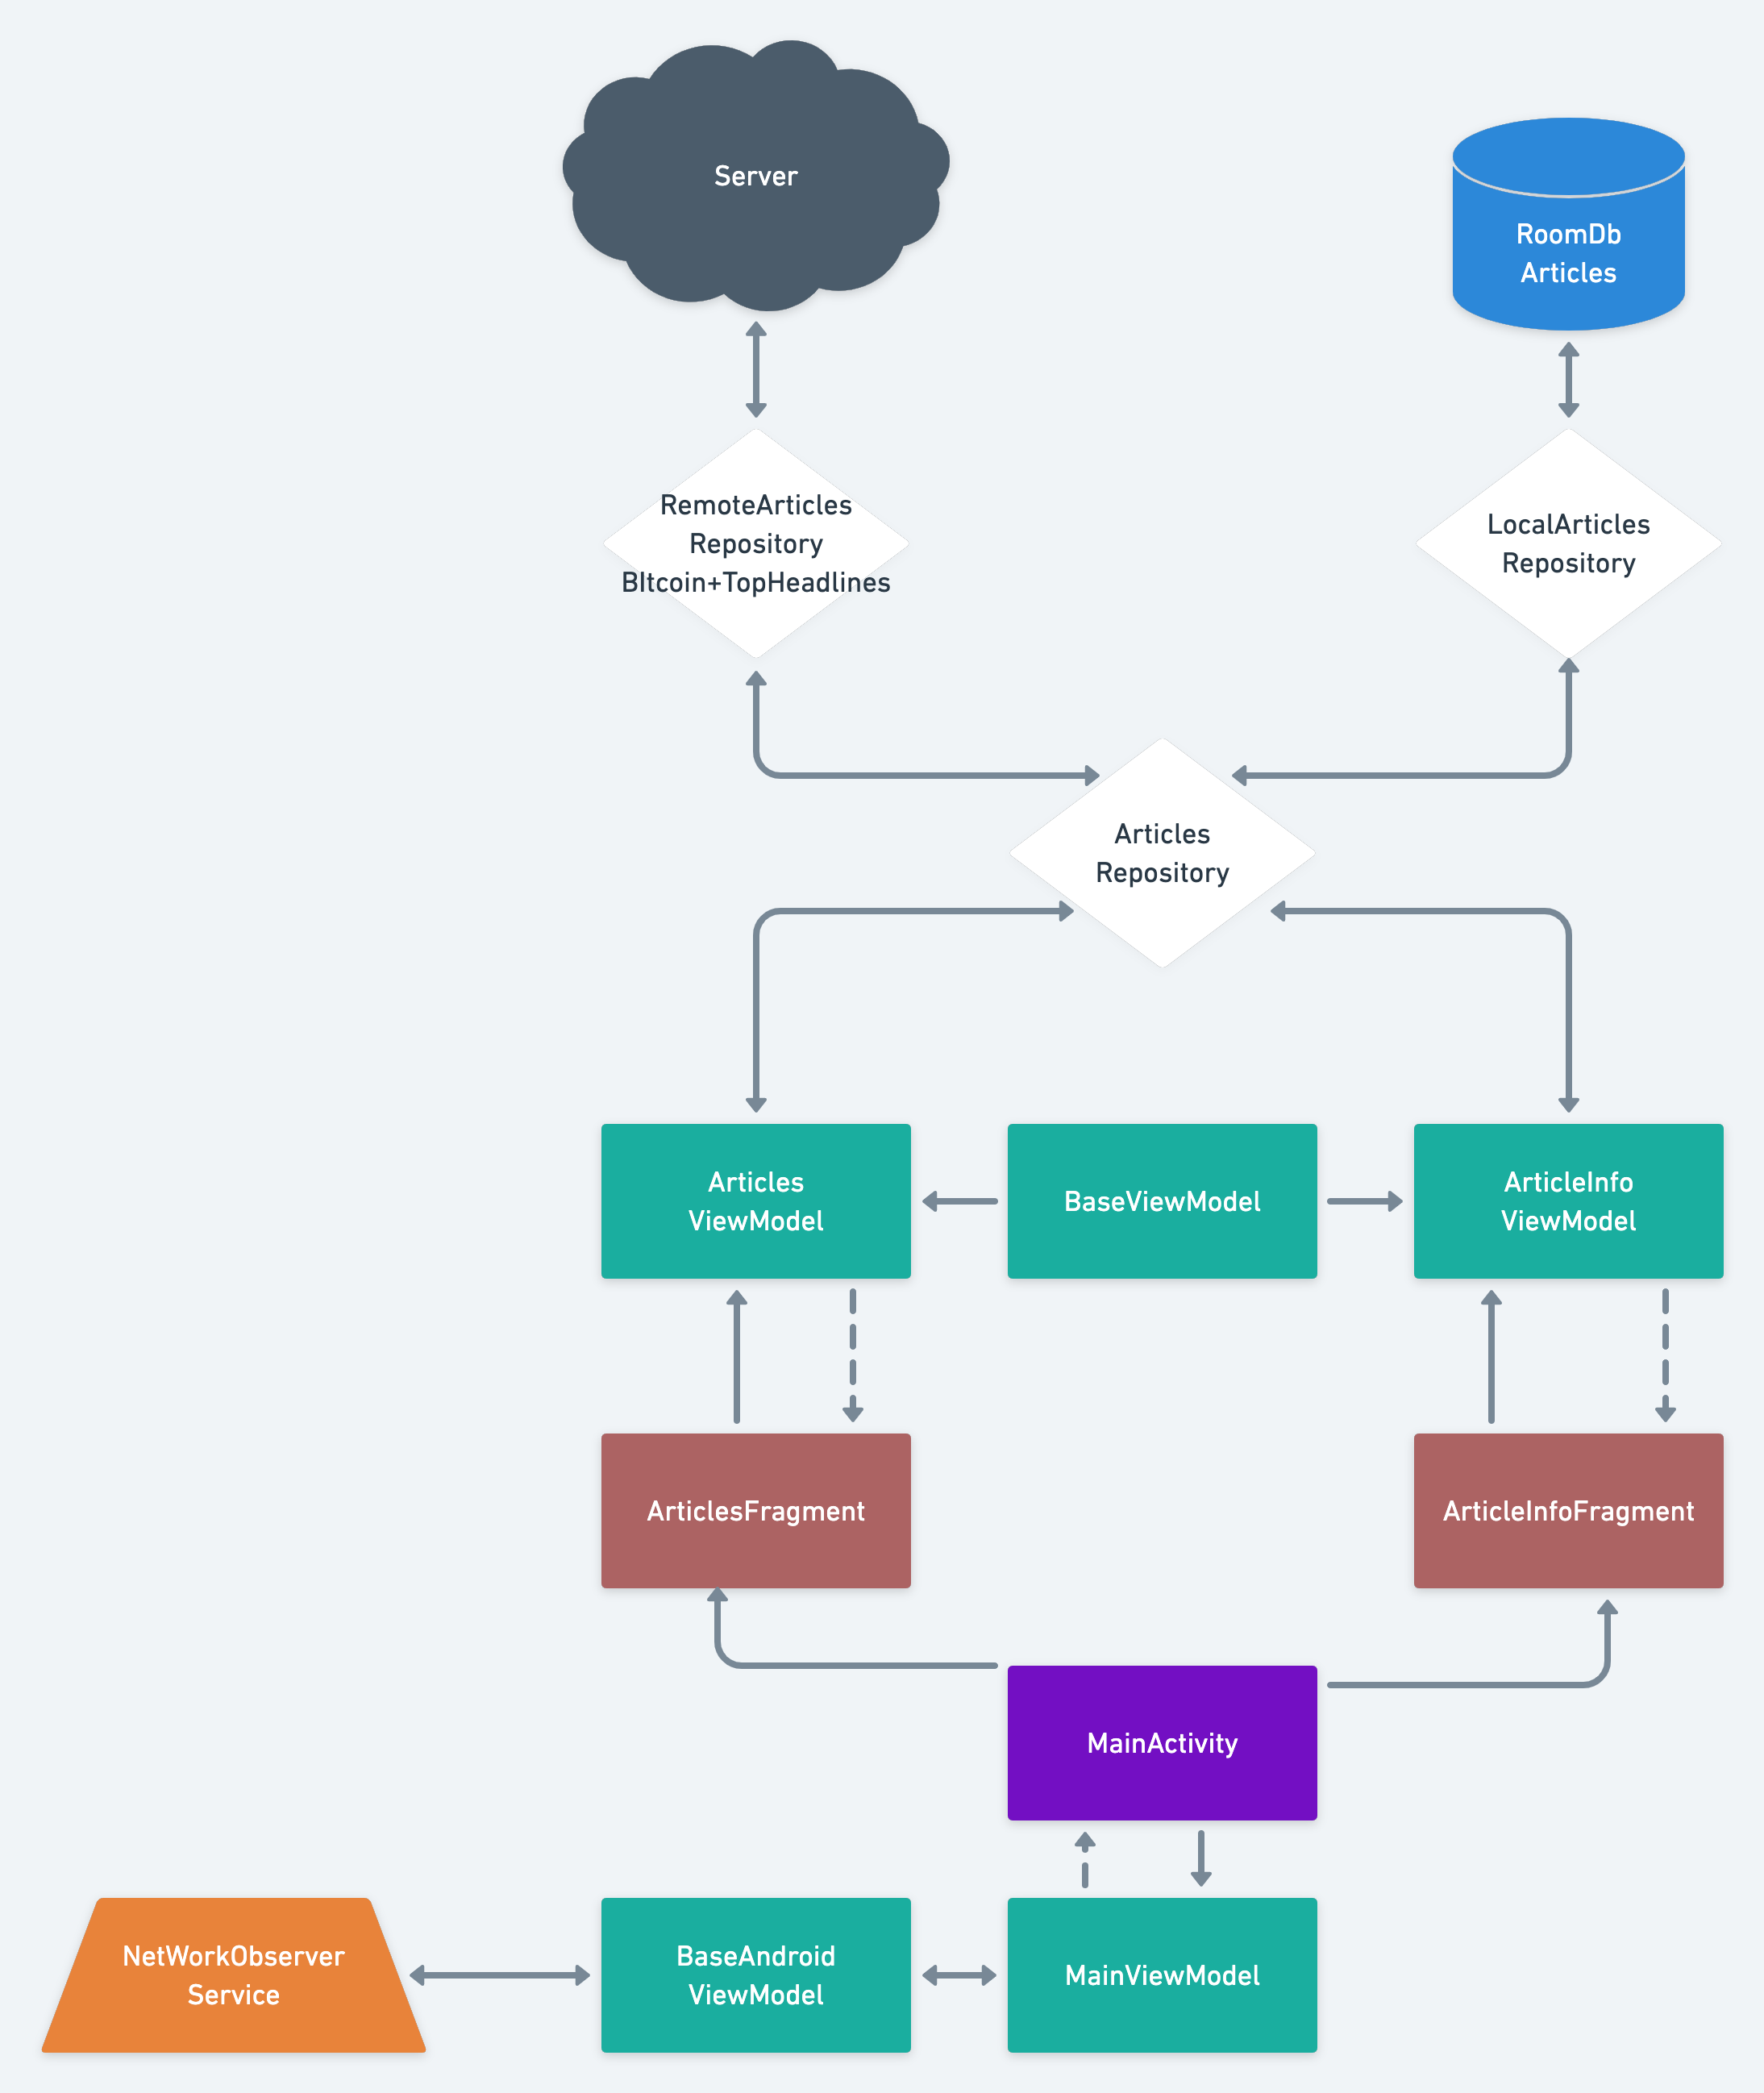 Server
RoomDb
Articles
RemoteArticles
Repository
BItcoin+TopHeadlines
LocalArticles
Repository
Articles
Repository
Articles
ViewModel
BaseViewModel
ArticleInfo
ViewModel
ArticlesFragment
ArticleInfoFragment
MainActivity
NetWorkObserver
Service
BaseAndroid
ViewModel
MainViewModel